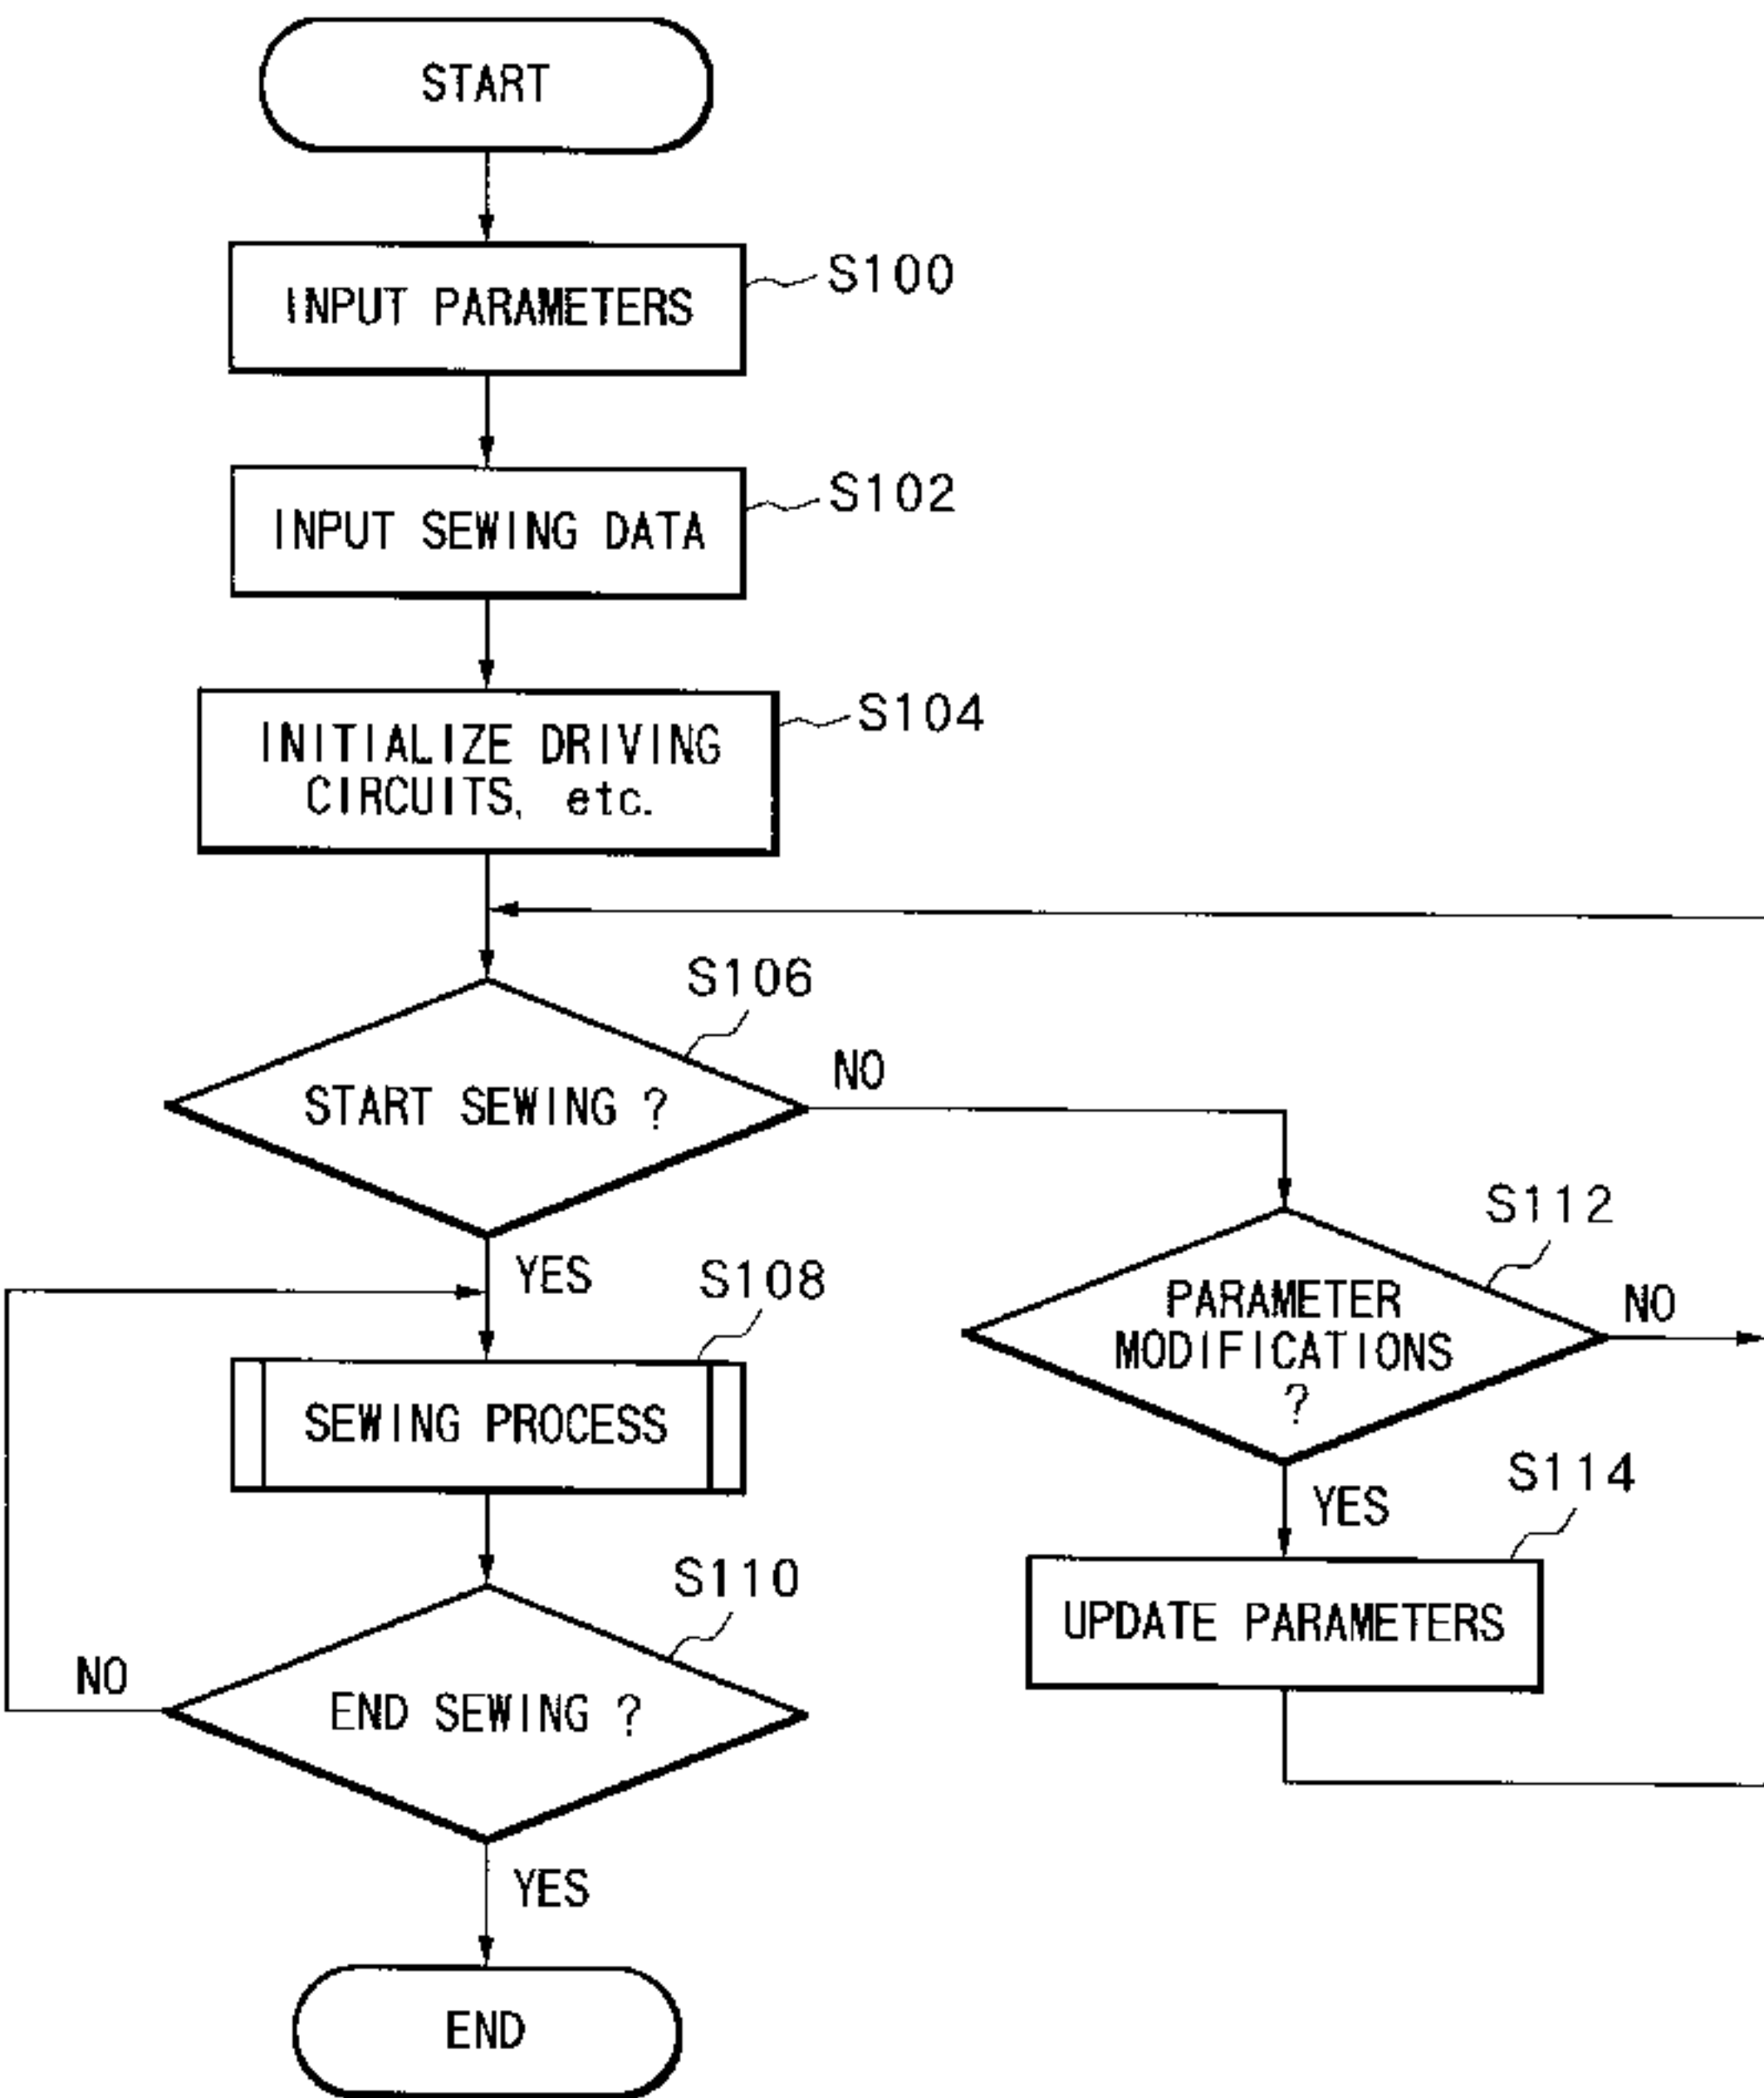 START
INPUT PARAMETERS
S100
INPUT SEWING DATA
S102
INITIALIZE DRIVING
CIRCUITS, etc.
S104
S106
START SEWING ?
NO
YES
S108
SEWING PROCESS
S110
END SEWING ?
NO
YES
END
S112
PARAMETER
MODIFICATIONS
?
NO
YES
S114
UPDATE PARAMETERS